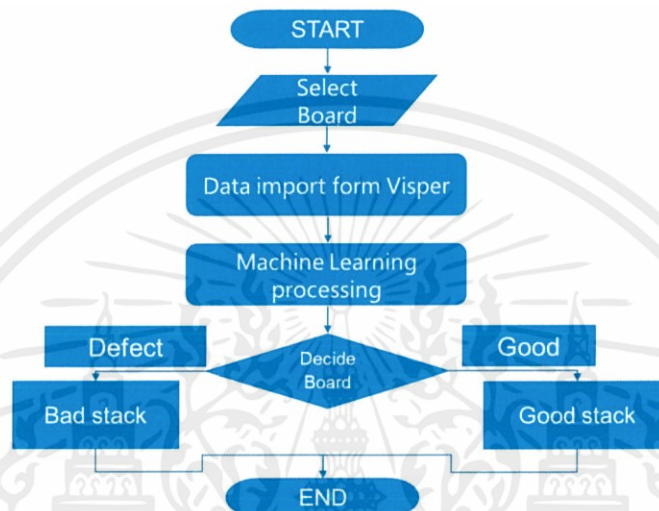 START
Select
Board
Data import form Visper
Machine Learning
processing
Defect
Decide
Board
Good
Bad stack
Good stack
END